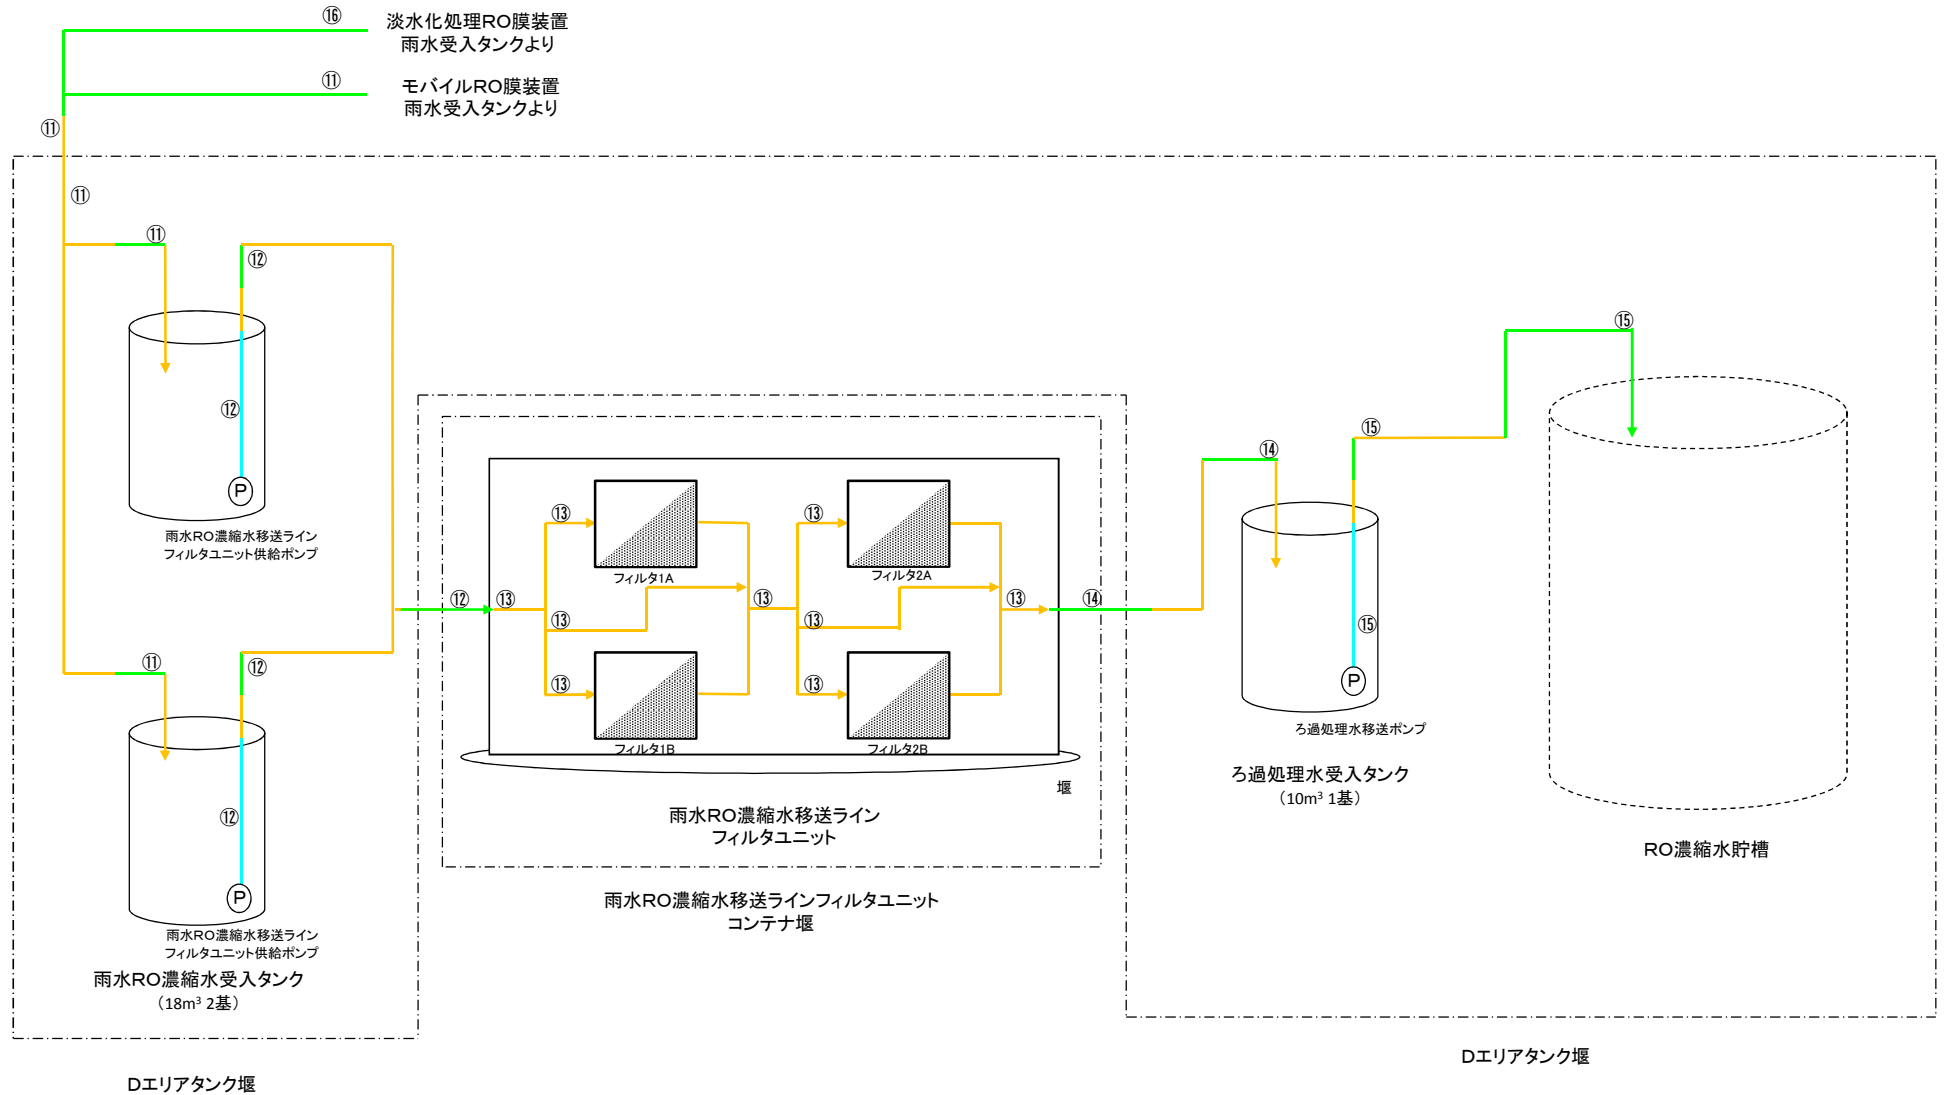 ⑯
淡水化処理RO膜装置
雨水受入タンクより
⑪
モバイルRO膜装置
雨水受入タンクより
⑪
⑪
⑪
⑫
⑫
P
雨水RO濃縮水移送ライン
フィルタユニット供給ポンプ
⑪
⑫
⑫
P
雨水RO濃縮水移送ライン
フィルタユニット供給ポンプ
雨水RO濃縮水受入タンク
（18m³ 2基）
Dエリアタンク堰
⑫
⑬
⑬
フィルタ1A
⑬
⑬
フィルタ1B
⑬
⑬
フィルタ2A
⑬
⑬
フィルタ2B
⑬
⑭
堰
雨水RO濃縮水移送ライン
フィルタユニット
雨水RO濃縮水移送ラインフィルタユニット
コンテナ堰
⑭
⑮
⑮
⑮
P
ろ過処理水移送ポンプ
ろ過処理水受入タンク
（10m³ 1基）
RO濃縮水貯槽
Dエリアタンク堰